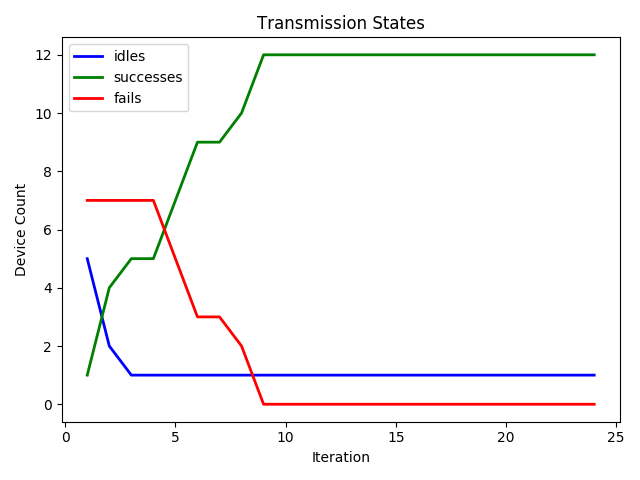 Transmission States
idles
successes
fails
Device Count
12
10
8
6
4
2
0
0 5 10 15 20 25
Iteration